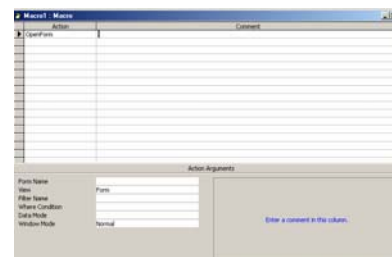 Macro1 : Macro
Action Comment
OpenForm
Action Arguments
Form Name
View Form
Filter Name
Where Condition
Data Mode
Window Mode Normal
Enter a comment in this column.